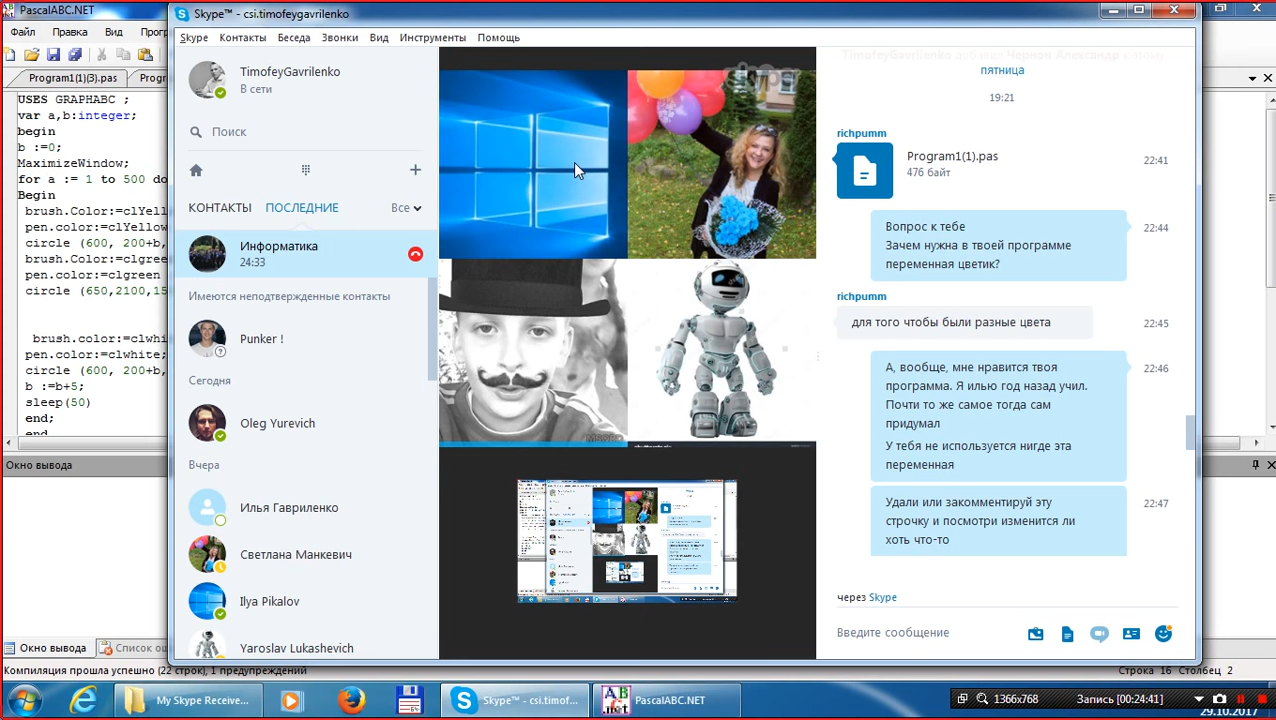 PascalABC.NET
Файл Правка Вид
Program1(1)(3).pas
USES GRAPHABC ;
var a,b:integer;
begin
b :=0;
MaximizeWindow;
for a := 1 to 500 do
Begin
brush.Color:=clYell
pen.color:=clYellow
circle (600, 200+b,
brush.Color:=clgree
pen.color:=clgreen
circle (650,2100,15
brush.color:=clwh
pen.color:=clwhite;
circle (600, 200+b,
b :=b+5;
sleep(50)
end;
end
Окно вывода
Окно вывода
Список
Компиляция прошла успешно (22 строк), 1 предупреждений
Строка 16 Столбец 2
Skype™ - csi.timofeygavrilenko
Skype Контакты Беседа Звонки Вид Инструменты Помощь
TimofeyGavrilenko
В сети
Поиск
КОНТАКТЫ ПОСЛЕДНИЕ Все
Информатика
24:33
Имеются неподтвержденные контакты
Punker !
Сегодня
Oleg Yurevich
Вчера
Илья Гавриленко
Светлана Манкевич
Ilya Pikalov
Yaroslav Lukashevich
TimofeyGavrilenko добавил Чернов Александр к этому
пятница
19:21
richpumm
Program1(1).pas
22:41
476 байт
Вопрос к тебе
22:44
Зачем нужна в твоей программе
переменная цветик?
richpumm
для того чтобы были разные цвета
22:45
А, вообще, мне нравится твоя
22:46
программа. Я илью год назад учил.
Почти то же самое тогда сам
придумал
У тебя не используется нигде эта
переменная
Удали или закомментируй эту
22:47
строчку и посмотри изменится ли
хоть что-то
через Skype
Введите сообщение
My Skype Receive...
Skype™ - csi.timof...
PascalABC.NET
1366x768
Запись [00:24:41]
29.10.2017